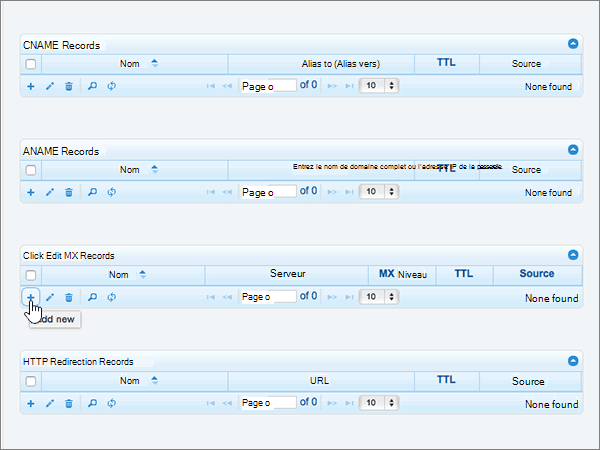 CNAME Records
Nom Alias to (Alias vers) TTL Source
Page o of 0 10 None found
ANAME Records
Nom Entrez le nom de domaine complet ou l'adresse IP de la passerelle. TTL Source
Page o of 0 10 None found
Click Edit MX Records
Nom Serveur MX Niveau TTL Source
Page o of 0 10 None found
Add new
HTTP Redirection Records
Nom URL TTL Source
Page o of 0 10 None found